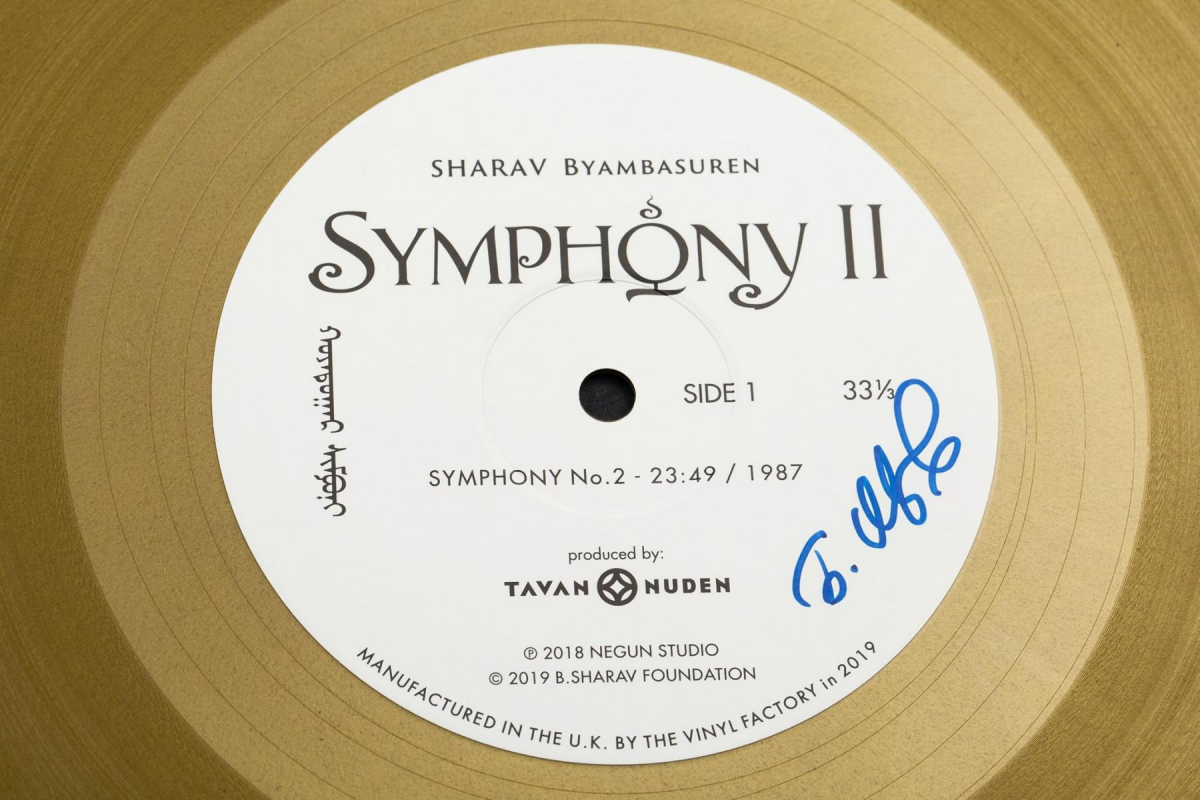 SHARAV BYAMBASUREN
SYMPHONY II
SIDE 1 33⅓
SYMPHONY No.2 - 23:49 / 1987
produced by:
TAVAN NUDEN
℗ 2018 NEGUN STUDIO
© 2019 B.SHARAV FOUNDATION
MANUFACTURED IN THE U.K. BY THE VINYL FACTORY in 2019